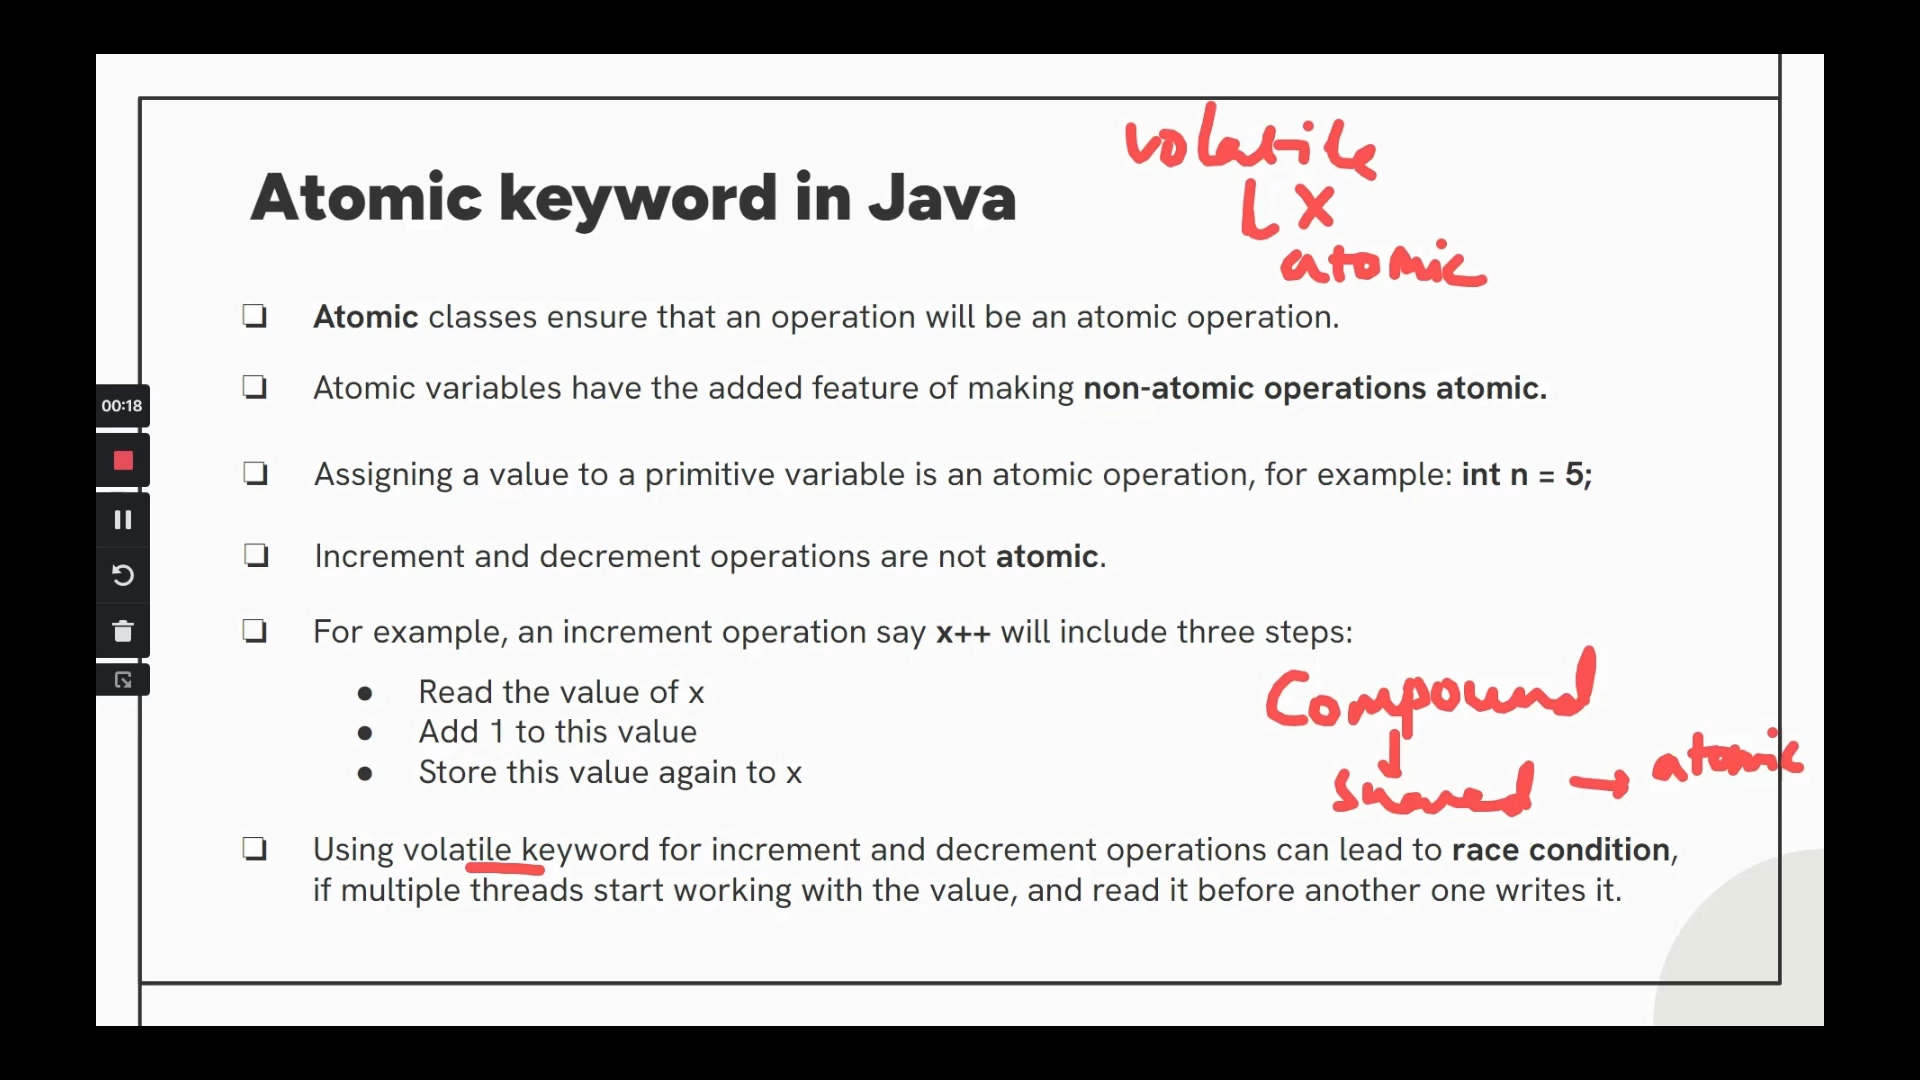 volatile
x
atomic
Atomic keyword in Java
❏ Atomic classes ensure that an operation will be an atomic operation.
❏ Atomic variables have the added feature of making non-atomic operations atomic.
00:18
❏ Assigning a value to a primitive variable is an atomic operation, for example: int n = 5;
❏ Increment and decrement operations are not atomic.
❏ For example, an increment operation say x++ will include three steps:
● Read the value of x
● Add 1 to this value
● Store this value again to x
Compound
shared → atomic
❏ Using volatile keyword for increment and decrement operations can lead to race condition,
if multiple threads start working with the value, and read it before another one writes it.